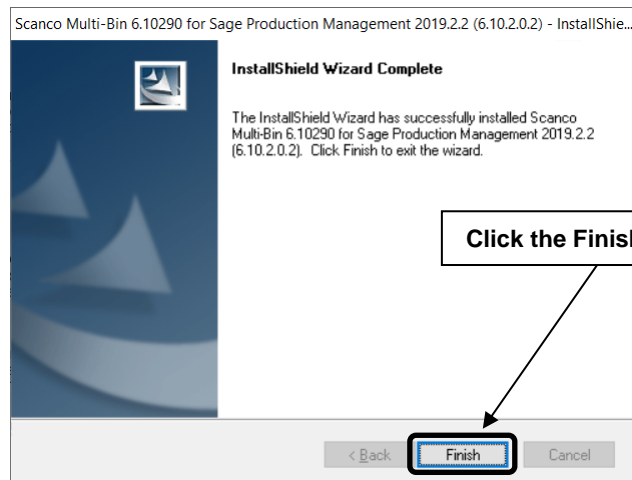 Scanco Multi-Bin 6.10290 for Sage Production Management 2019.2.2 (6.10.2.0.2) - InstallShie...
InstallShield Wizard Complete
The InstallShield Wizard has successfully installed Scanco
Multi-Bin 6.10290 for Sage Production Management 2019.2.2
(6.10.2.0.2). Click Finish to exit the wizard.
Click the Finish
< Back
Finish
Cancel